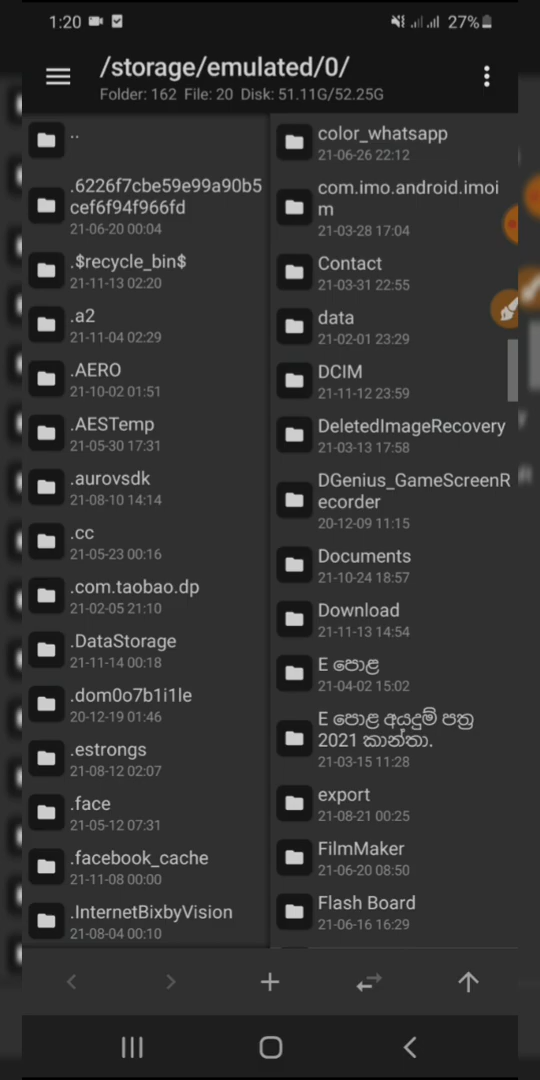 1:20
27%
/storage/emulated/0/
Folder: 162 File: 20 Disk: 51.11G/52.25G
..
.6226f7cbe59e99a90b5
cef6f94f966fd
21-06-20 00:04
.$recycle_bin$
21-11-13 02:20
.a2
21-11-04 02:29
.AERO
21-10-02 01:51
.AESTemp
21-05-30 17:31
.aurovsdk
21-08-10 14:14
.cc
21-05-23 00:16
.com.taobao.dp
21-02-05 21:10
.DataStorage
21-11-14 00:18
.dom0o7b1i1le
20-12-19 01:46
.estrongs
21-08-12 02:07
.face
21-05-12 07:31
.facebook_cache
21-11-08 00:00
.InternetBixbyVision
21-08-04 00:10
color_whatsapp
21-06-26 22:12
com.imo.android.imoi
m
21-03-28 17:04
Contact
21-03-31 22:55
data
21-02-01 23:29
DCIM
21-11-12 23:59
DeletedImageRecovery
21-03-13 17:58
DGenius_GameScreenR
ecorder
20-12-09 11:15
Documents
21-10-24 18:57
Download
21-11-13 14:54
E පොළ
21-04-02 15:02
E පොළ අයදුම් පත්‍ර
2021 කාන්තා.
21-03-15 11:28
export
21-08-21 00:25
FilmMaker
21-06-20 08:50
Flash Board
21-06-16 16:29